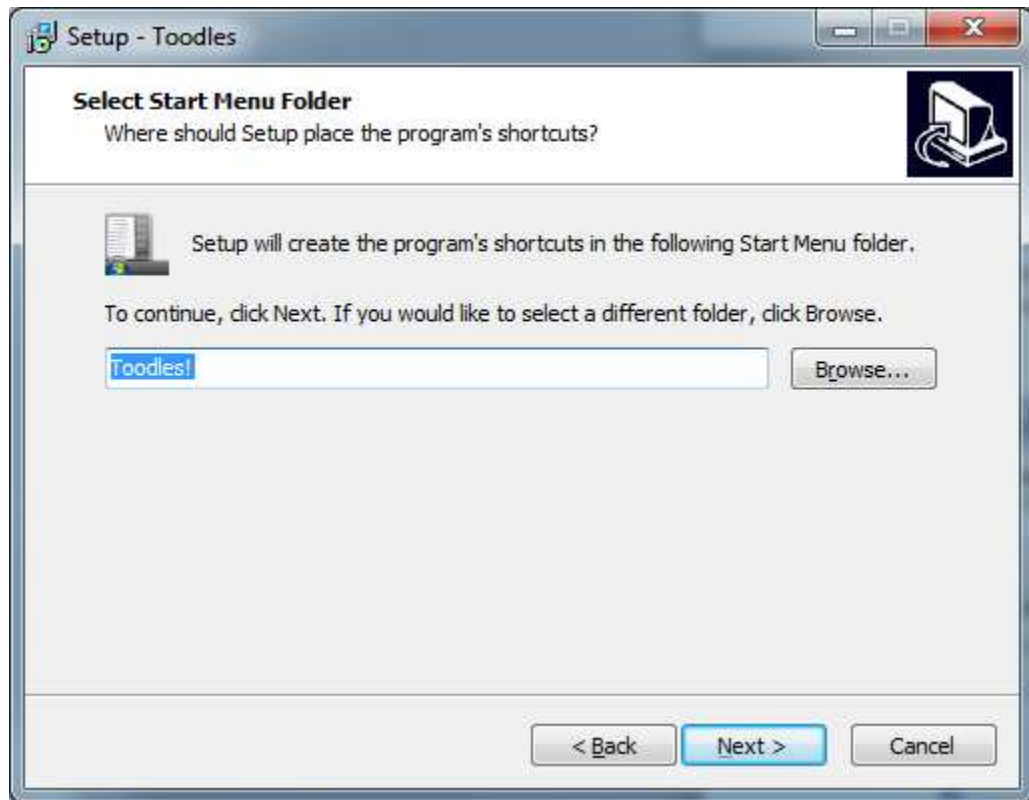 Setup - Toodles
Select Start Menu Folder
Where should Setup place the program's shortcuts?
Setup will create the program's shortcuts in the following Start Menu folder.
To continue, click Next. If you would like to select a different folder, click Browse.
Toodles!
Browse...
< Back
Next >
Cancel